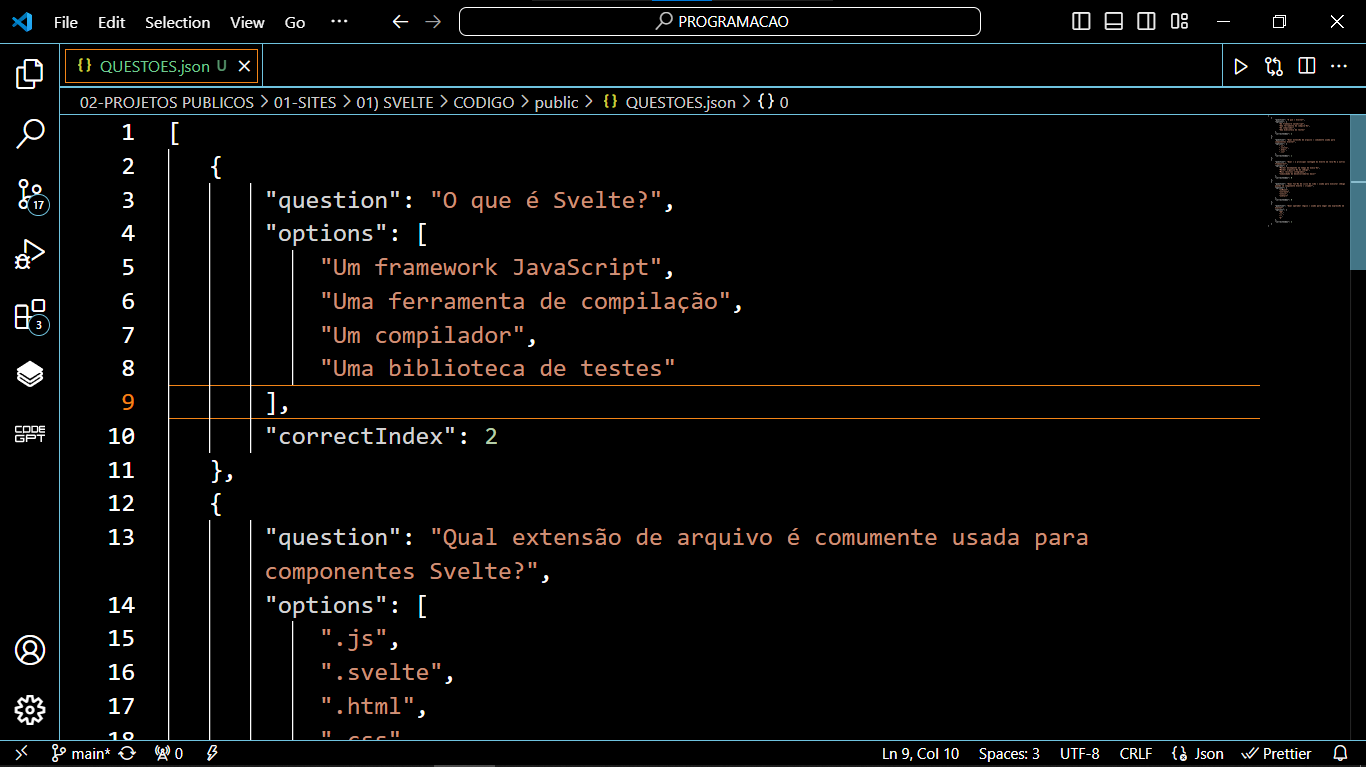 File Edit Selection View Go ··· PROGRAMACAO
{} QUESTOES.json U
02-PROJETOS PUBLICOS > 01-SITES > 01) SVELTE > CODIGO > public > {} QUESTOES.json > {} 0
1 [
2 {
3 "question": "O que é Svelte?",
4 "options": [
5 "Um framework JavaScript",
6 "Uma ferramenta de compilação",
7 "Um compilador",
8 "Uma biblioteca de testes"
9 ],
10 "correctIndex": 2
11 },
12 {
13 "question": "Qual extensão de arquivo é comumente usada para
componentes Svelte?",
14 "options": [
15 ".js",
16 ".svelte",
17 ".html",
18 ".css"
17
3
CODE
GPT
main* 0 Ln 9, Col 10 Spaces: 3 UTF-8 CRLF {} Json Prettier